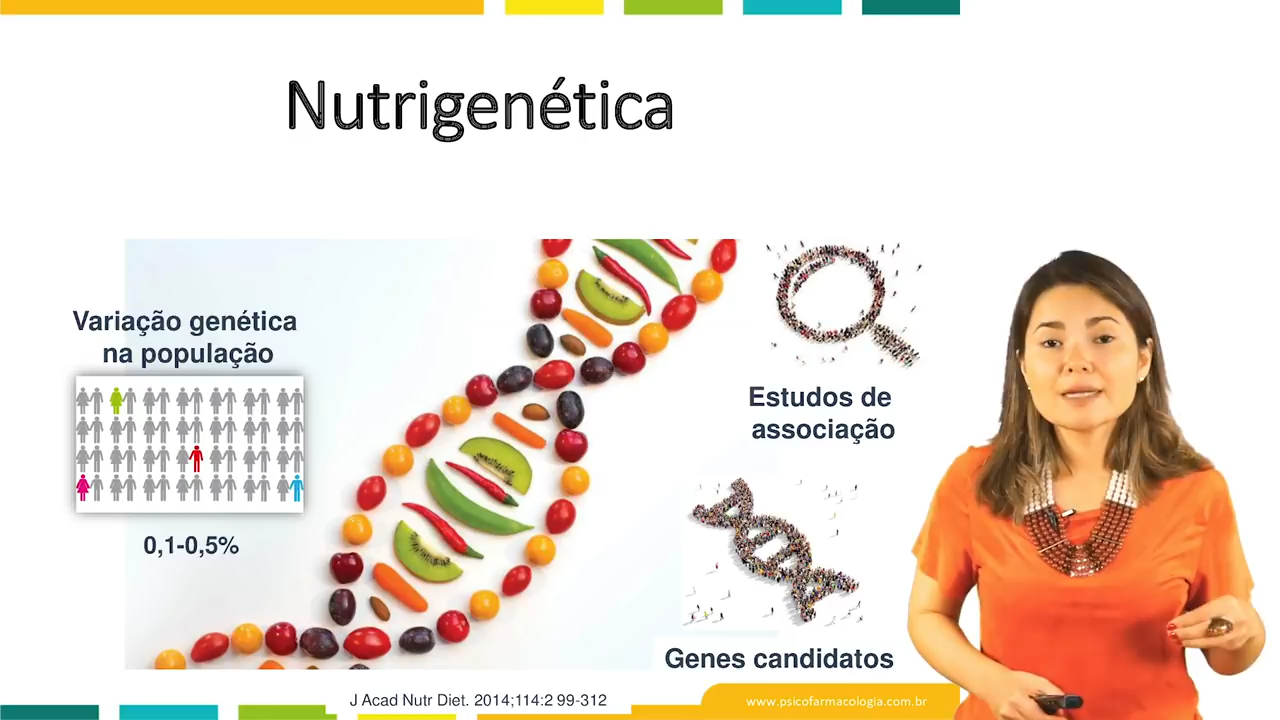 Nutrigenética
Variação genética
na população
0,1-0,5%
Estudos de
associação
Genes candidatos
J Acad Nutr Diet. 2014;114:2 99-312
www.psicofarmacologia.com.br